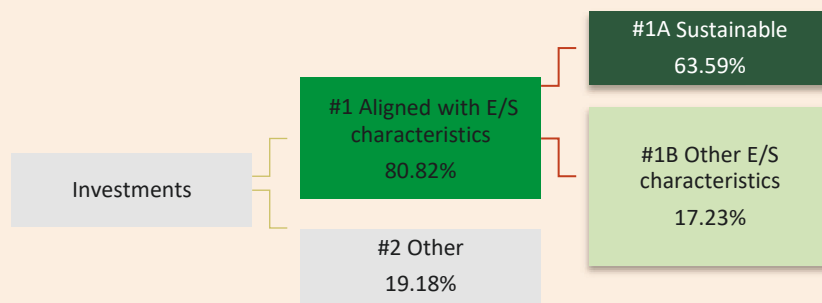 Investments
#1 Aligned with E/S
characteristics
80.82%
#2 Other
19.18%
#1A Sustainable
63.59%
#1B Other E/S
characteristics
17.23%